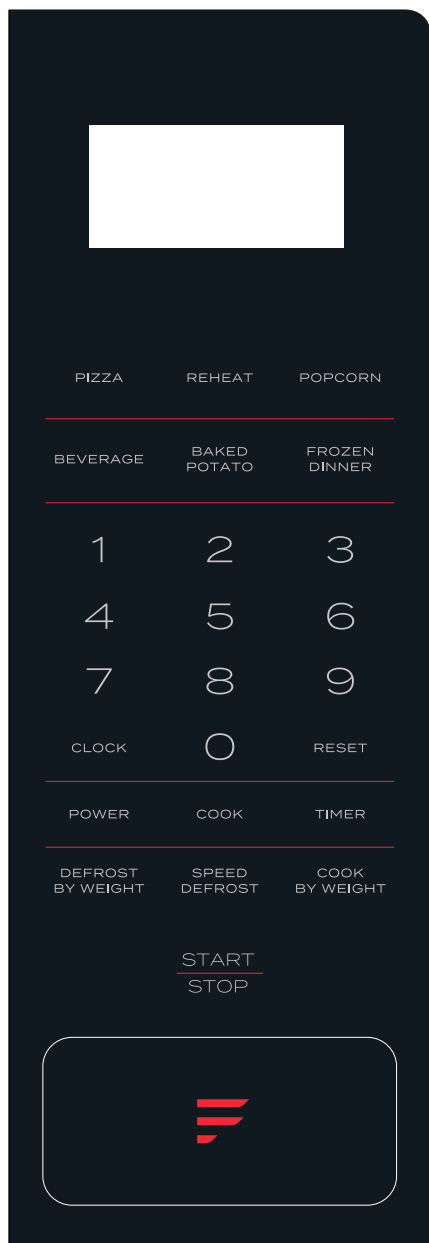 PIZZA REHEAT POPCORN
BEVERAGE BAKED POTATO FROZEN DINNER
1 2 3
4 5 6
7 8 9
CLOCK 0 RESET
POWER COOK TIMER
DEFROST BY WEIGHT SPEED DEFROST COOK BY WEIGHT
START
STOP